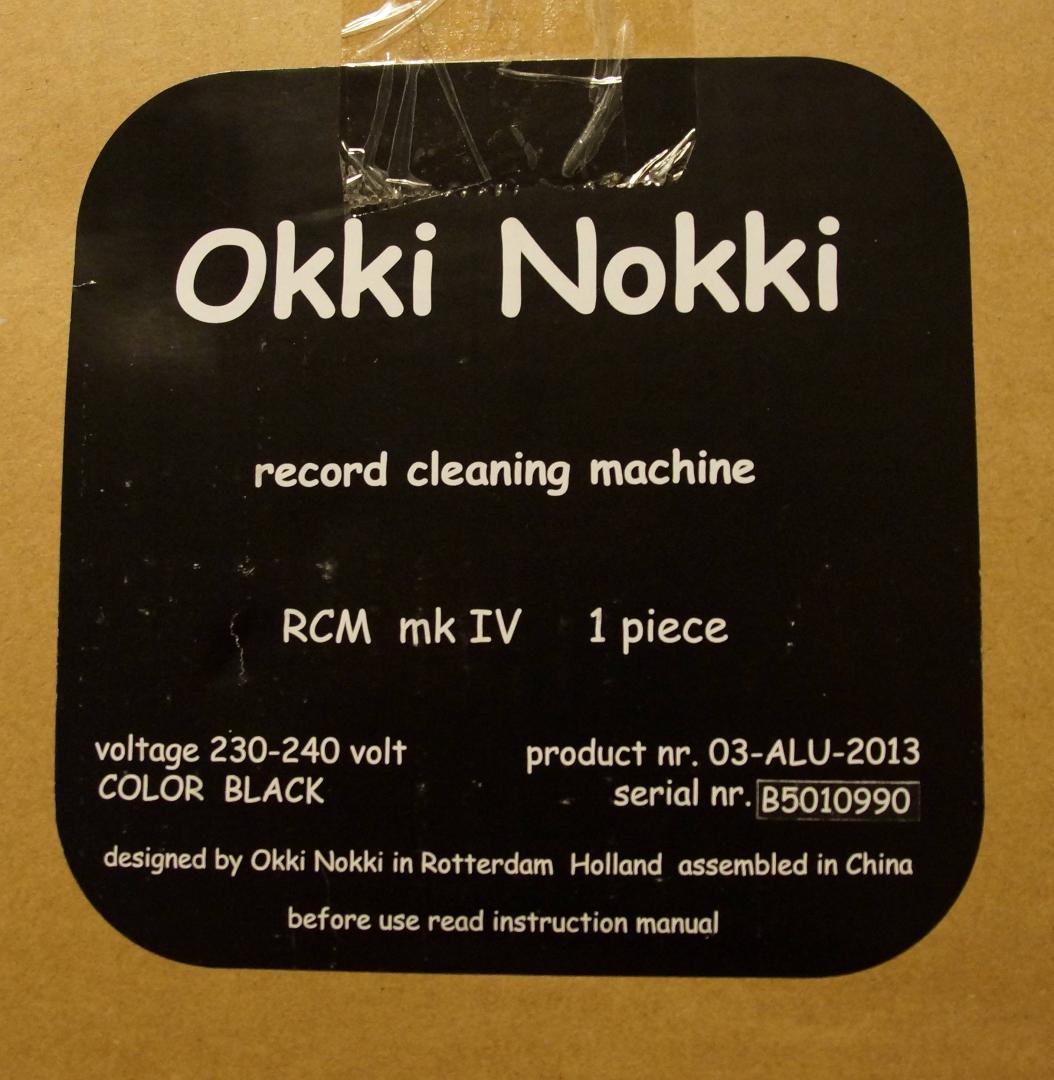 Okki Nokki
record cleaning machine
RCM mk IV 1 piece
voltage 230-240 volt product nr. 03-ALU-2013
COLOR BLACK serial nr. B5010990
designed by Okki Nokki in Rotterdam Holland assembled in China
before use read instruction manual